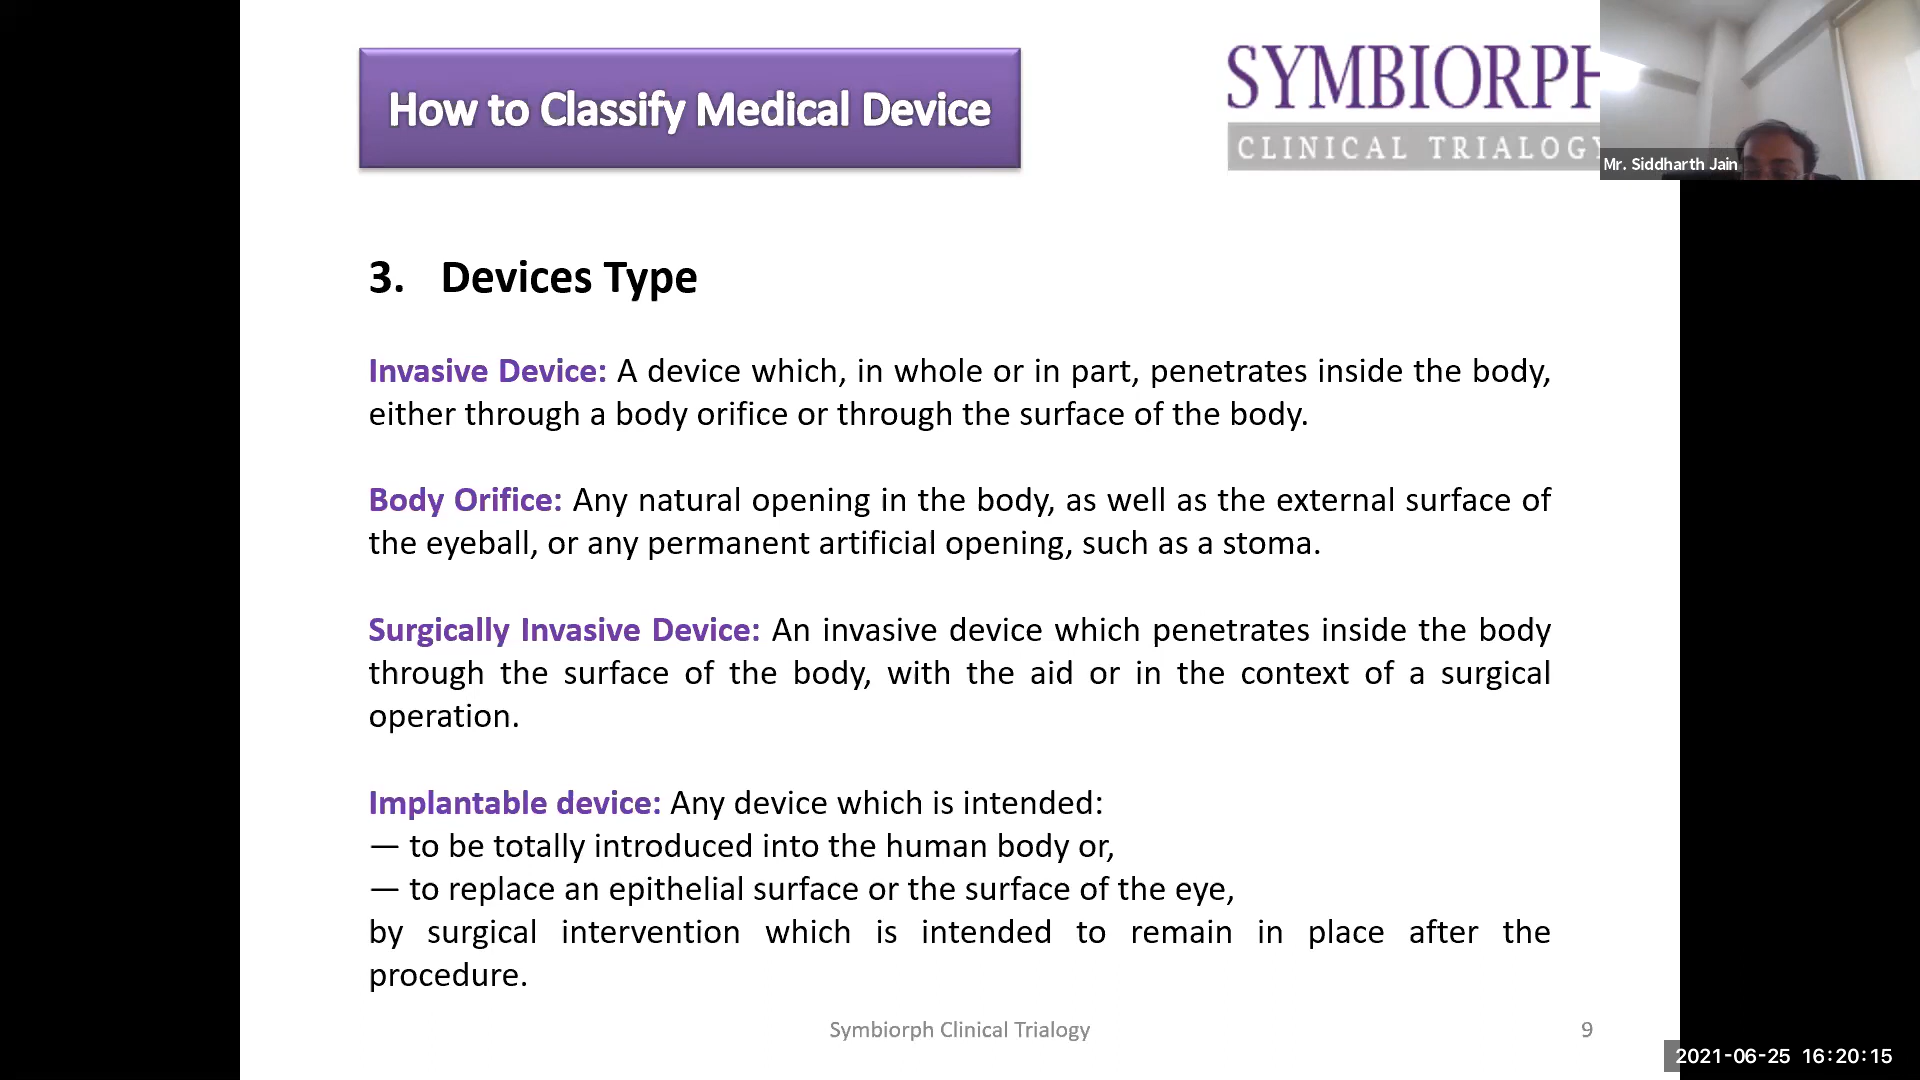 How to Classify Medical Device
SYMBIORPH
CLINICAL TRIALOGY
Mr. Siddharth Jain
3. Devices Type
Invasive Device: A device which, in whole or in part, penetrates inside the body,
either through a body orifice or through the surface of the body.
Body Orifice: Any natural opening in the body, as well as the external surface of
the eyeball, or any permanent artificial opening, such as a stoma.
Surgically Invasive Device: An invasive device which penetrates inside the body
through the surface of the body, with the aid or in the context of a surgical
operation.
Implantable device: Any device which is intended:
— to be totally introduced into the human body or,
— to replace an epithelial surface or the surface of the eye,
by surgical intervention which is intended to remain in place after the
procedure.
Symbiorph Clinical Trialogy
9
2021-06-25 16:20:15